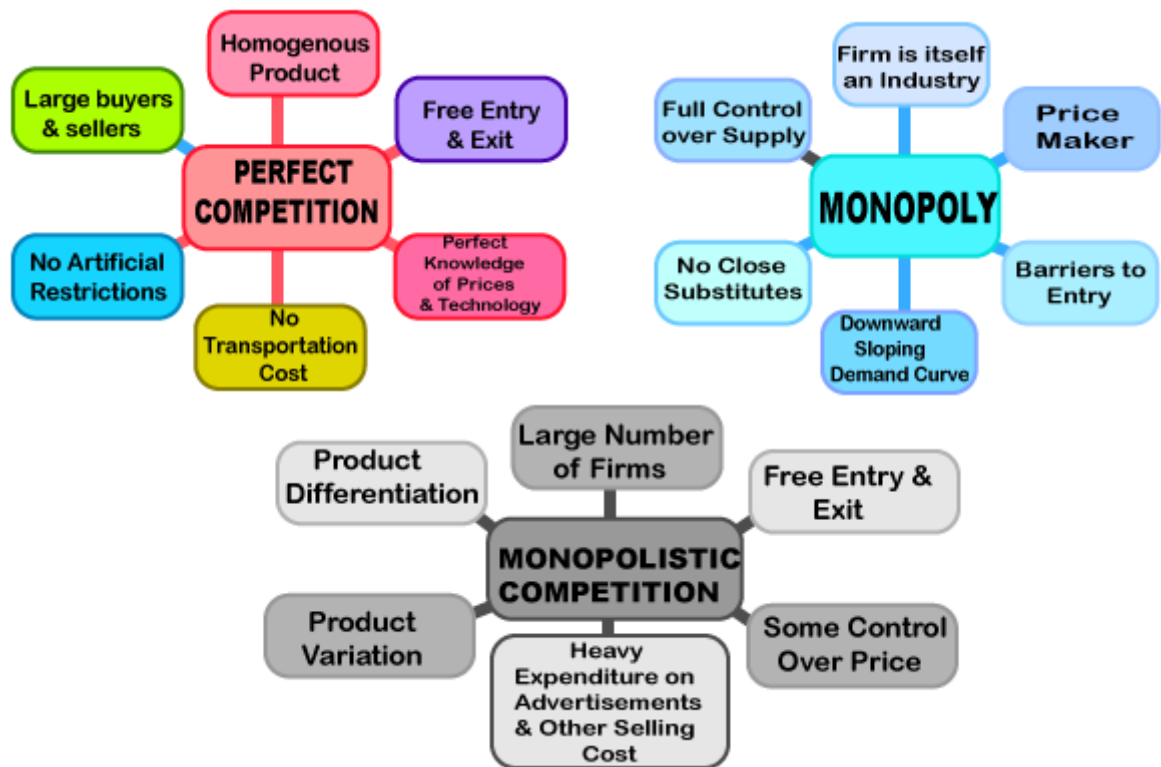 Homogenous
Product
Large buyers
& sellers
Free Entry
& Exit
PERFECT
COMPETITION
No Artificial
Restrictions
Perfect
Knowledge
of Prices
& Technology
No
Transportation
Cost
Firm is itself
an Industry
Full Control
over Supply
Price
Maker
MONOPOLY
No Close
Substitutes
Barriers to
Entry
Downward
Sloping
Demand Curve
Large Number
of Firms
Product
Differentiation
Free Entry &
Exit
MONOPOLISTIC
COMPETITION
Product
Variation
Some Control
Over Price
Heavy
Expenditure on
Advertisements
& Other Selling
Cost